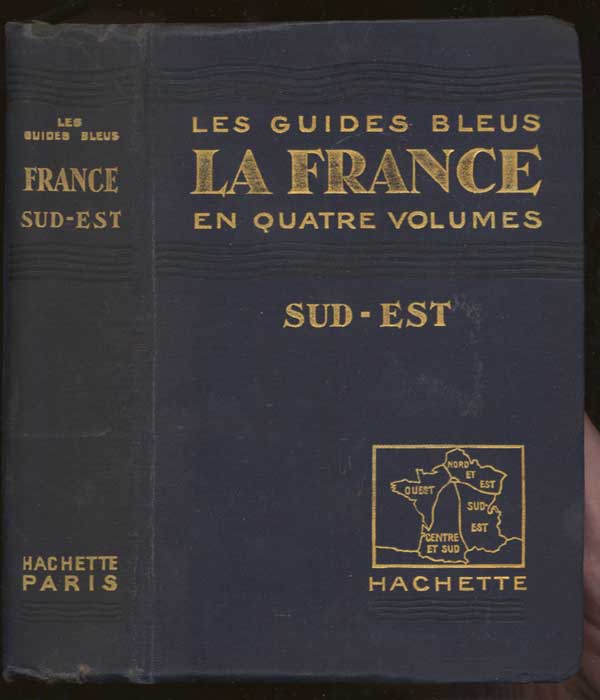 LES
GUIDES BLEUS
FRANCE
SUD-EST
HACHETTE
PARIS
LES GUIDES BLEUS
LA FRANCE
EN QUATRE VOLUMES
SUD-EST
NORD
ET
EST
OUEST
SUD-
EST
CENTRE
ET SUD
HACHETTE